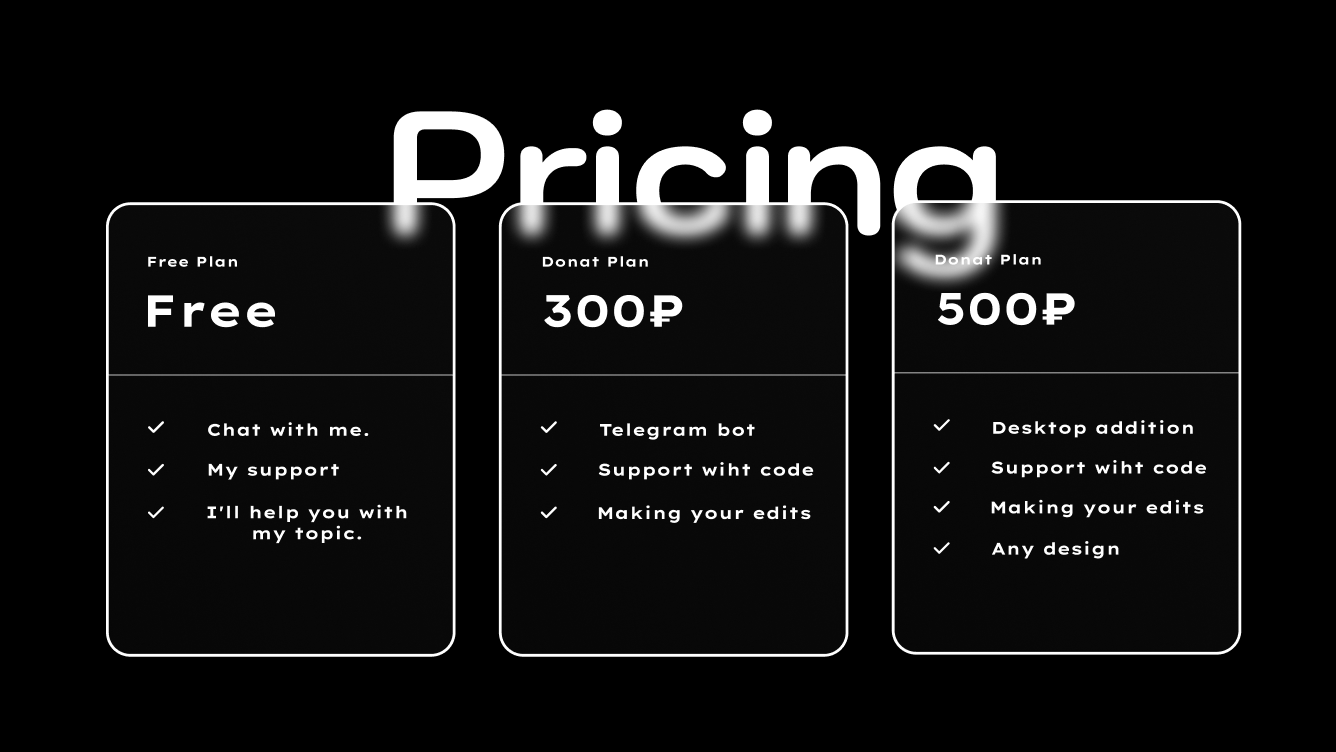 Pricing
Free Plan
Free
Chat with me.
My support
I'll help you with
my topic.
Donat Plan
300₽
Telegram bot
Support wiht code
Making your edits
Donat Plan
500₽
Desktop addition
Support wiht code
Making your edits
Any design